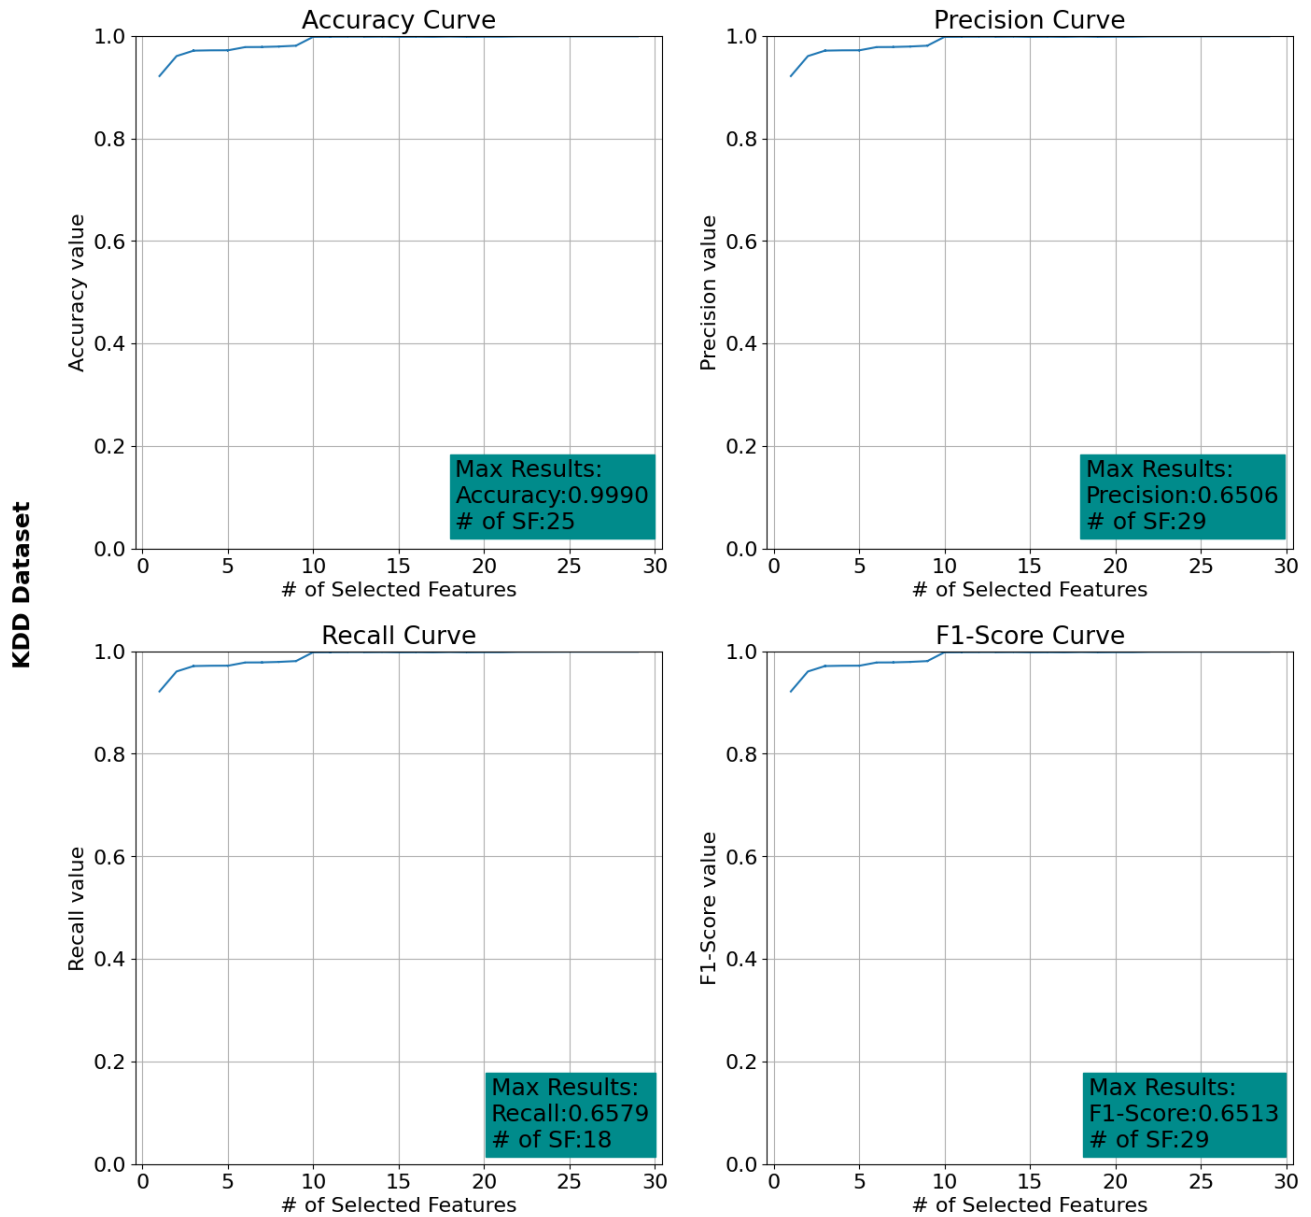 KDD Dataset
Accuracy Curve
1.0
0.8
0.6
0.4
0.2
0.0
Accuracy value
Max Results:
Accuracy:0.9990
# of SF:25
0 5 10 15 20 25 30
# of Selected Features
Precision Curve
1.0
0.8
0.6
0.4
0.2
0.0
Precision value
Max Results:
Precision:0.6506
# of SF:29
0 5 10 15 20 25 30
# of Selected Features
Recall Curve
1.0
0.8
0.6
0.4
0.2
0.0
Recall value
Max Results:
Recall:0.6579
# of SF:18
0 5 10 15 20 25 30
# of Selected Features
F1-Score Curve
1.0
0.8
0.6
0.4
0.2
0.0
F1-Score value
Max Results:
F1-Score:0.6513
# of SF:29
0 5 10 15 20 25 30
# of Selected Features